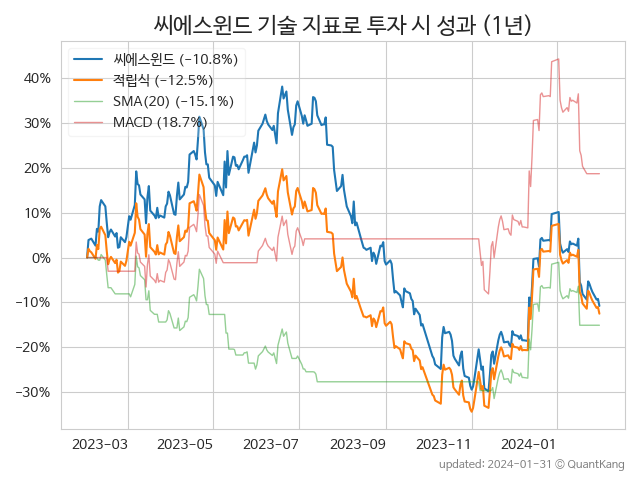 씨에스윈드 기술 지표로 투자 시 성과 (1년)
씨에스윈드 (−10.8%)
적립식 (−12.5%)
SMA(20) (−15.1%)
MACD (18.7%)
40%
30%
20%
10%
0%
−10%
−20%
−30%
2023-03 2023-05 2023-07 2023-09 2023-11 2024-01
updated: 2024-01-31 © QuantKang